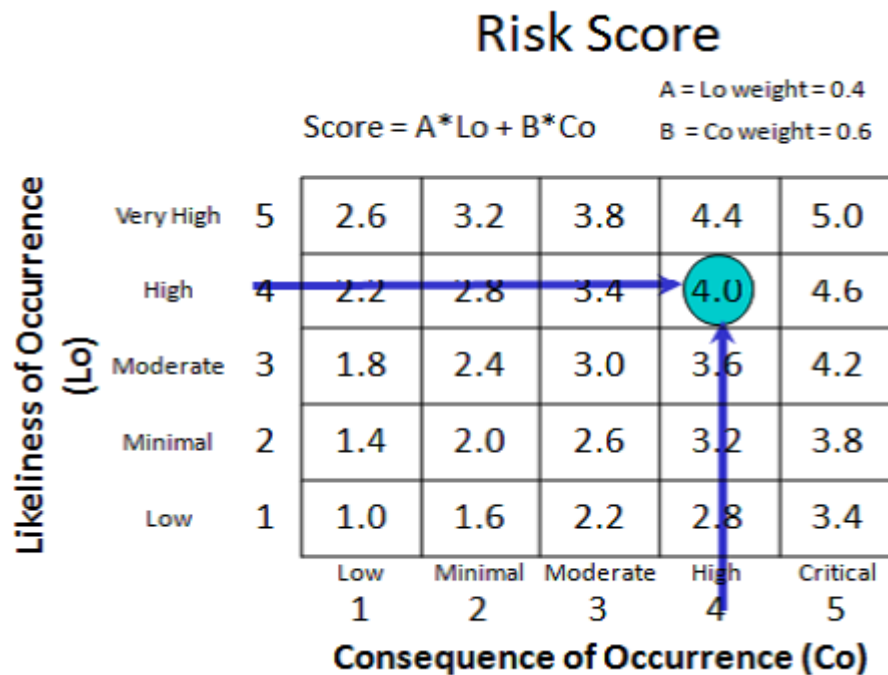 Risk Score
A = Lo weight = 0.4
Score = A*Lo + B*Co
B = Co weight = 0.6
Likeliness of Occurrence
(Lo)
Very High 5 2.6 3.2 3.8 4.4 5.0
High 4 2.2 2.8 3.4 4.0 4.6
Moderate 3 1.8 2.4 3.0 3.6 4.2
Minimal 2 1.4 2.0 2.6 3.2 3.8
Low 1 1.0 1.6 2.2 2.8 3.4
Low Minimal Moderate High Critical
1 2 3 4 5
Consequence of Occurrence (Co)